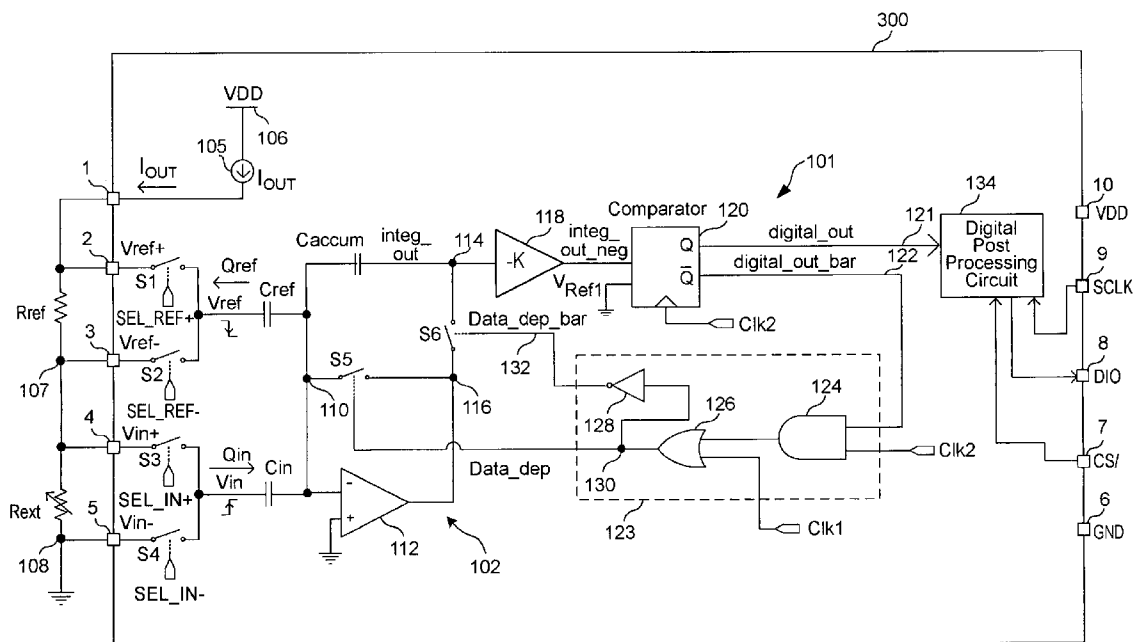 300
VDD
106
105
I_OUT
I_OUT
1
101
10
VDD
134
Digital
Post
Processing
Circuit
9
SCLK
8
DIO
7
CS/
6
GND
Comparator
120
121
Q
digital_out
Q̅
digital_out_bar
122
118
integ_
out_neg
-K
V_Ref1
Clk2
114
integ_
out
Caccum
2
Vref+
S1
SEL_REF+
Qref
Vref
Cref
Rref
3
Vref-
S2
SEL_REF-
107
S6
Data_dep_bar
132
S5
110
116
128
126
124
Clk2
130
Data_dep
123
Clk1
4
Vin+
S3
SEL_IN+
Qin
Vin
Cin
Rext
5
Vin-
S4
SEL_IN-
108
-
+
112
102